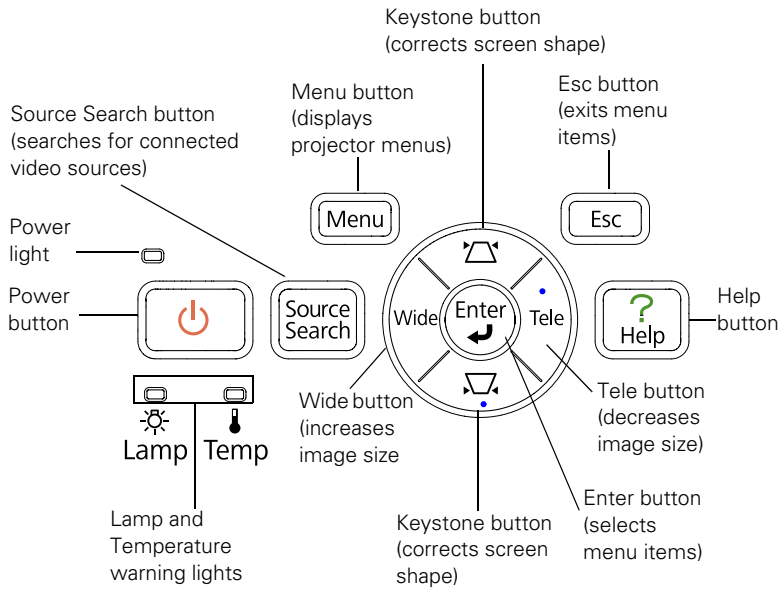 Keystone button
(corrects screen shape)
Esc button
(exits menu
items)
Menu button
(displays
projector menus)
Source Search button
(searches for connected
video sources)
Menu
Esc
Power
light
Power
button
Source
Search
Wide
Enter
Tele
?
Help
Help
button
Lamp
Temp
Wide button
(increases
image size
Tele button
(decreases
image size)
Enter button
(selects
menu items)
Lamp and
Temperature
warning lights
Keystone button
(corrects screen
shape)